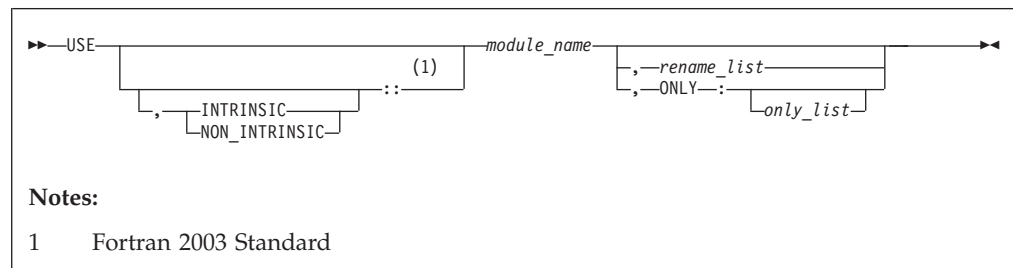 USE module_name
(1) , rename_list
:: , ONLY :
, INTRINSIC only_list
NON_INTRINSIC
Notes:
1 Fortran 2003 Standard